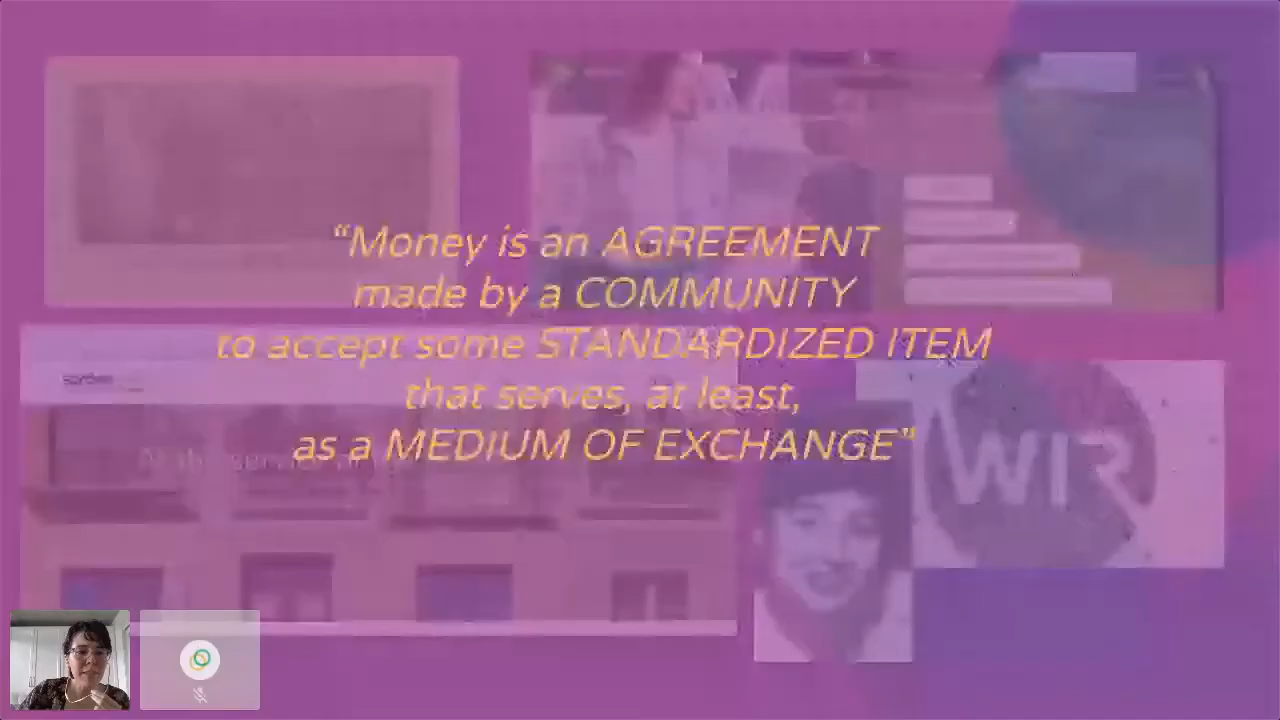 “Money is an AGREEMENT
made by a COMMUNITY
to accept some STANDARDIZED ITEM
that serves, at least,
as a MEDIUM OF EXCHANGE”
WIR